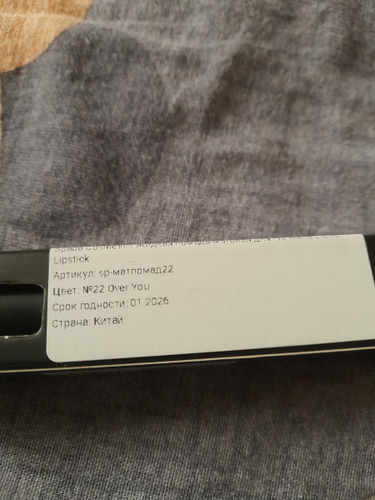 Lipstick
Артикул: sp-матпомад22
Цвет: №22 Over You
Срок годности: 01.2026
Страна: Китай